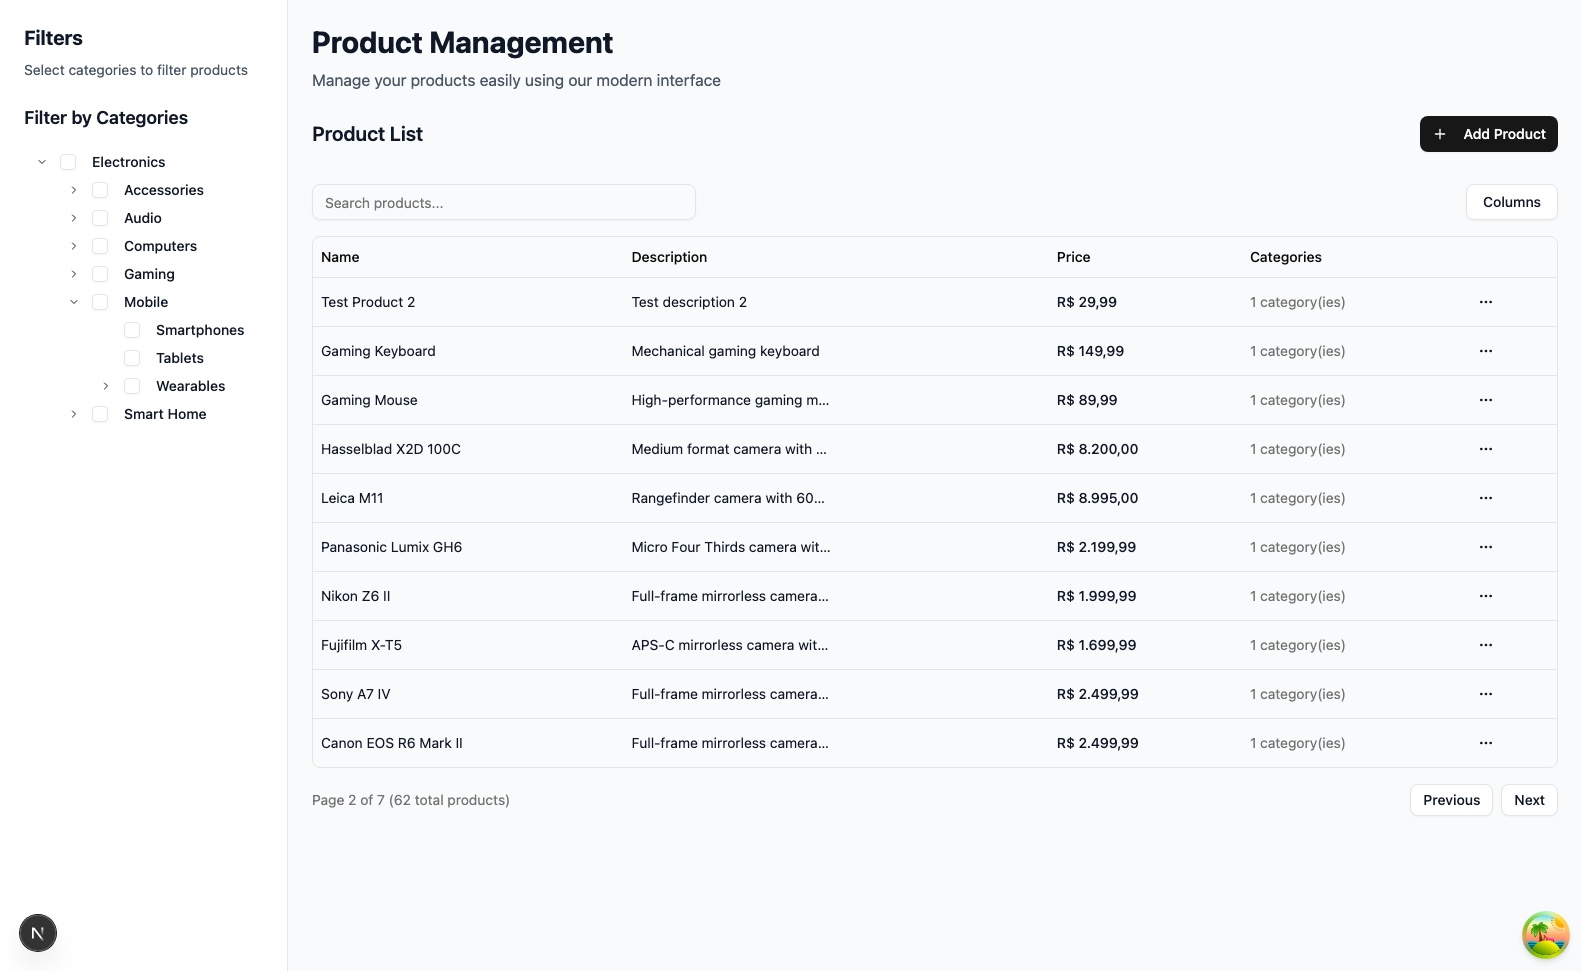 Filters
Select categories to filter products
Filter by Categories
Electronics
Accessories
Audio
Computers
Gaming
Mobile
Smartphones
Tablets
Wearables
Smart Home
N
Product Management
Manage your products easily using our modern interface
Product List
+ Add Product
Search products...
Columns
Name Description Price Categories
Test Product 2 Test description 2 R$ 29,99 1 category(ies) ...
Gaming Keyboard Mechanical gaming keyboard R$ 149,99 1 category(ies) ...
Gaming Mouse High-performance gaming m... R$ 89,99 1 category(ies) ...
Hasselblad X2D 100C Medium format camera with ... R$ 8.200,00 1 category(ies) ...
Leica M11 Rangefinder camera with 60... R$ 8.995,00 1 category(ies) ...
Panasonic Lumix GH6 Micro Four Thirds camera wit... R$ 2.199,99 1 category(ies) ...
Nikon Z6 II Full-frame mirrorless camera... R$ 1.999,99 1 category(ies) ...
Fujifilm X-T5 APS-C mirrorless camera wit... R$ 1.699,99 1 category(ies) ...
Sony A7 IV Full-frame mirrorless camera... R$ 2.499,99 1 category(ies) ...
Canon EOS R6 Mark II Full-frame mirrorless camera... R$ 2.499,99 1 category(ies) ...
Page 2 of 7 (62 total products)
Previous Next